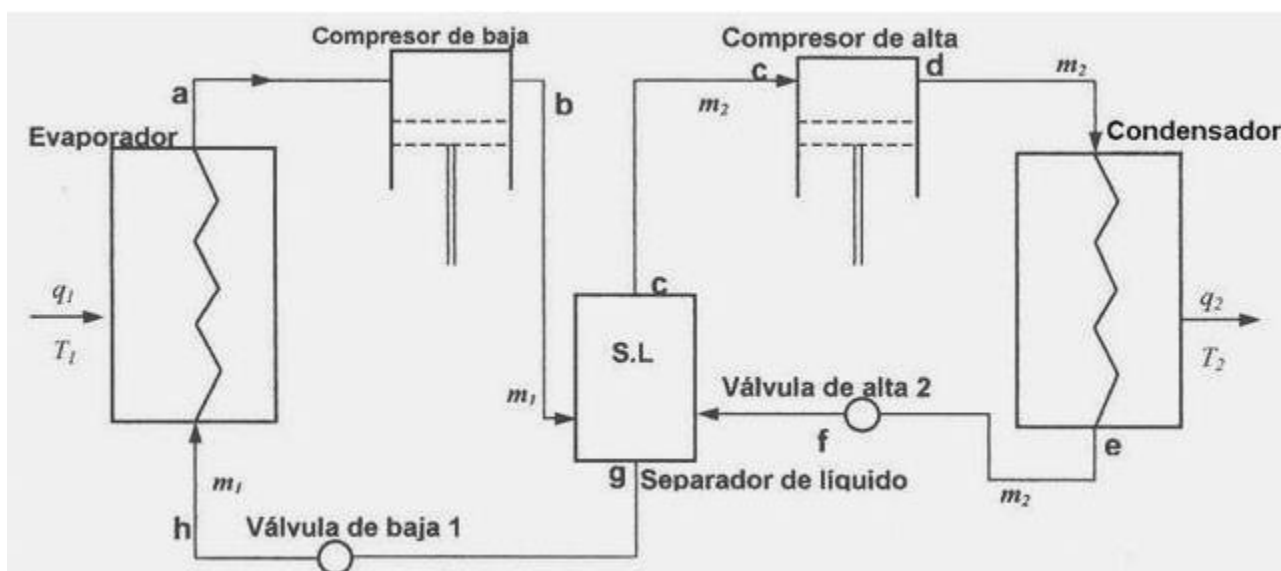 Compresor de baja
Compresor de alta
a
b
c
d
m2
m2
Evaporador
Condensador
q1
T1
c
S.L
q2
T2
m1
Válvula de alta 2
f
e
g
Separador de líquido
m1
m2
h
Válvula de baja 1